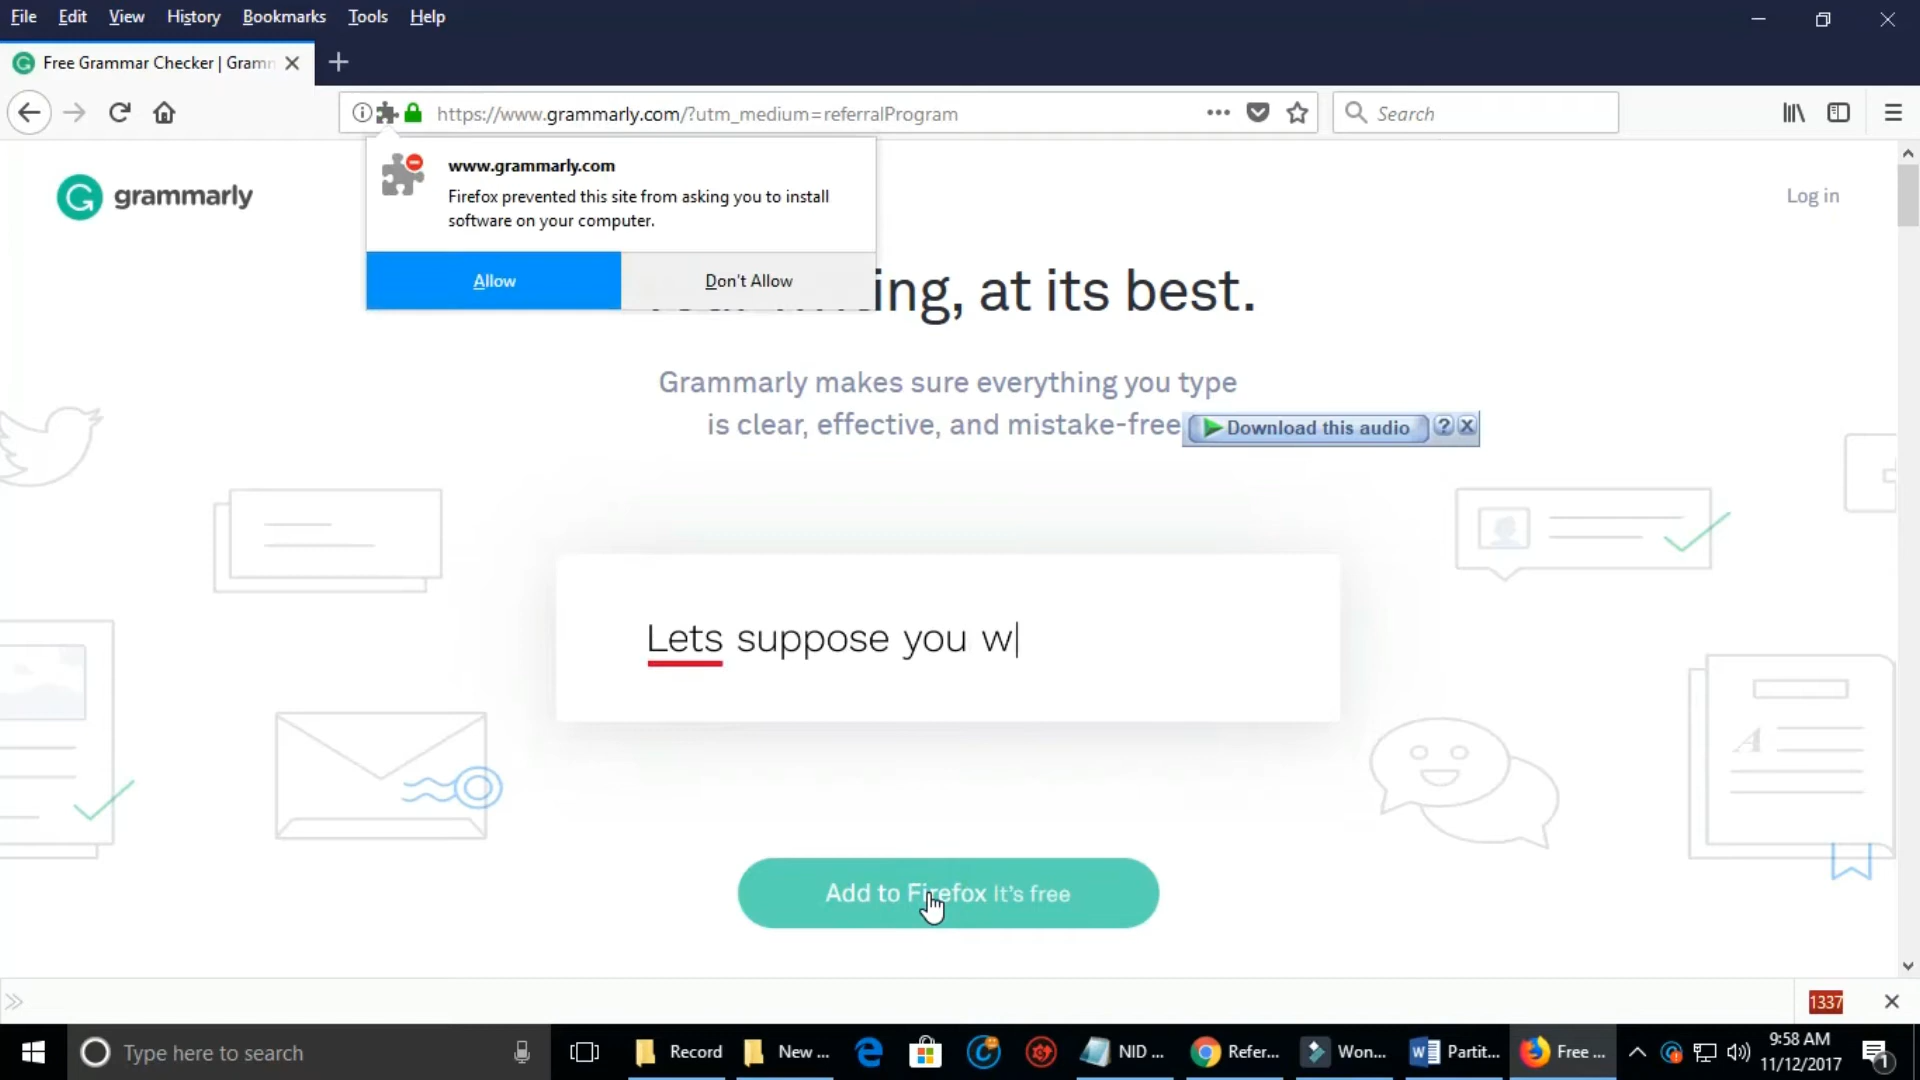 File Edit View History Bookmarks Tools Help
Free Grammar Checker | Gramm
https://www.grammarly.com/?utm_medium=referralProgram
Search
www.grammarly.com
Firefox prevented this site from asking you to install
software on your computer.
Allow Don't Allow
grammarly
Log in
ing, at its best.
Grammarly makes sure everything you type
is clear, effective, and mistake-free
Download this audio ?
Lets suppose you w
Add to Firefox It's free
1337
Type here to search
Record
New ...
NID ...
Refer...
Won...
Partit...
Free ...
9:58 AM
11/12/2017
1